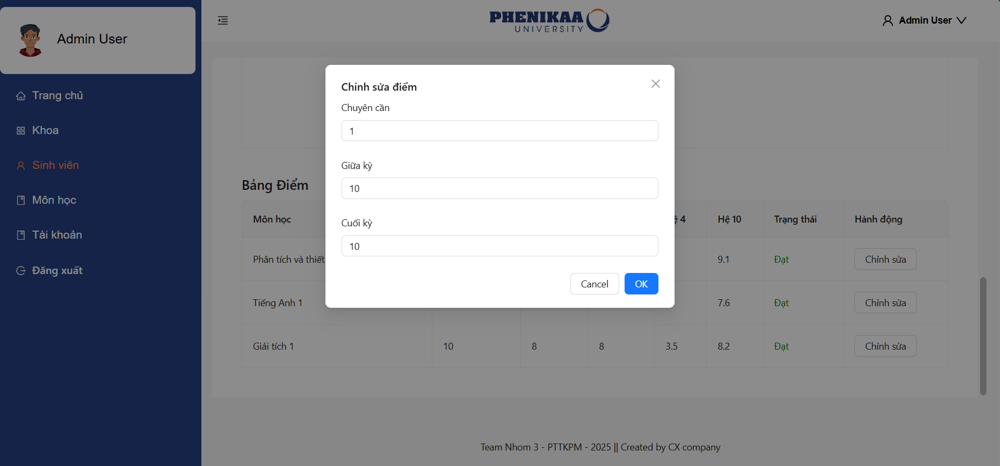 Admin User
PHENIKAA
UNIVERSITY
Admin User
Trang chủ
Khoa
Sinh viên
Môn học
Tài khoản
Đăng xuất
Chỉnh sửa điểm
Chuyên cần
1
Giữa kỳ
10
Cuối kỳ
10
Cancel OK
Bảng Điểm
Môn học 4 Hệ 10 Trạng thái Hành động
Phân tích và thiết 9.1 Đạt Chỉnh sửa
Tiếng Anh 1 7.6 Đạt Chỉnh sửa
Giải tích 1 10 8 8 3.5 8.2 Đạt Chỉnh sửa
Team Nhom 3 - PTTKPM - 2025 || Created by CX company